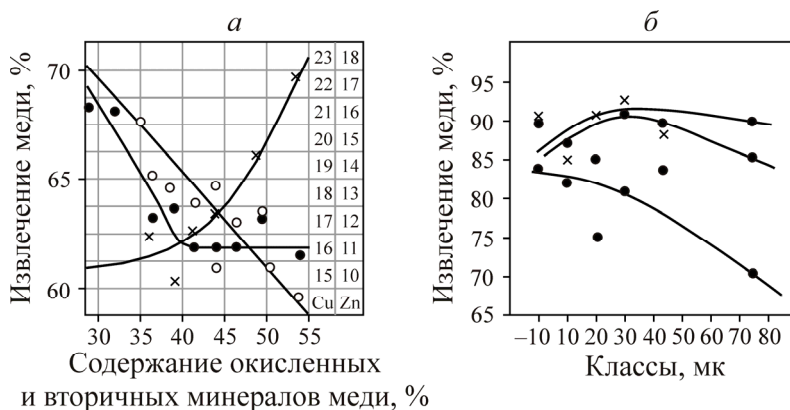 а
Извлечение меди, %
70
65
60
23 18
22 17
21 16
20 15
19 14
18 13
17 12
16 11
15 10
Cu Zn
30 35 40 45 50 55
Содержание окисленных
и вторичных минералов меди, %
б
Извлечение меди, %
95
90
85
80
75
70
65
–10 0 10 20 30 40 50 60 70 80
Классы, мк